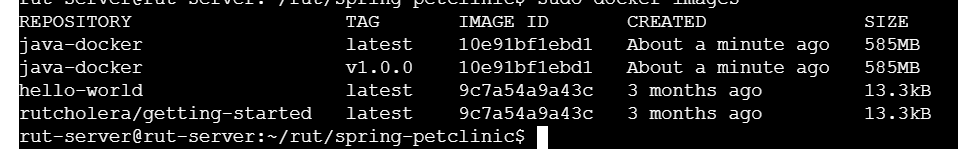 rut-server@rut-server:~/rut/spring-petclinic$ sudo docker images
REPOSITORY TAG IMAGE ID CREATED SIZE
java-docker latest 10e91bf1ebd1 About a minute ago 585MB
java-docker v1.0.0 10e91bf1ebd1 About a minute ago 585MB
hello-world latest 9c7a54a9a43c 3 months ago 13.3kB
rutcholera/getting-started latest 9c7a54a9a43c 3 months ago 13.3kB
rut-server@rut-server:~/rut/spring-petclinic$